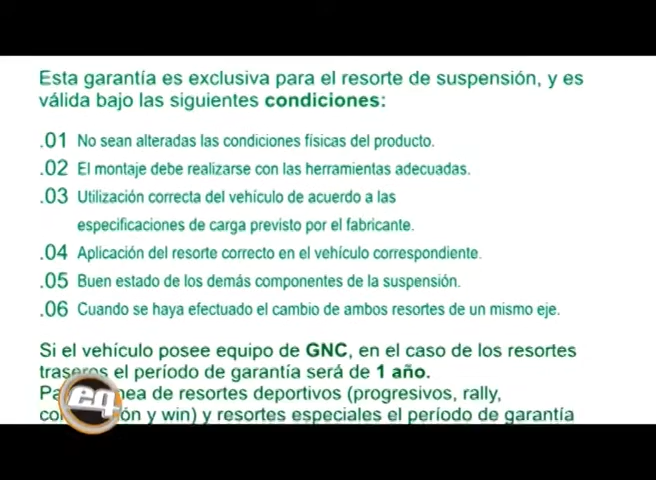 Esta garantía es exclusiva para el resorte de suspensión, y es
válida bajo las siguientes condiciones:
.01 No sean alteradas las condiciones físicas del producto.
.02 El montaje debe realizarse con las herramientas adecuadas.
.03 Utilización correcta del vehículo de acuerdo a las
especificaciones de carga previsto por el fabricante.
.04 Aplicación del resorte correcto en el vehículo correspondiente.
.05 Buen estado de los demás componentes de la suspensión.
.06 Cuando se haya efectuado el cambio de ambos resortes de un mismo eje.
Si el vehículo posee equipo de GNC, en el caso de los resortes
traseros el período de garantía será de 1 año.
de resortes deportivos (progresivos, rally,
y win) y resortes especiales el período de garantía
eq